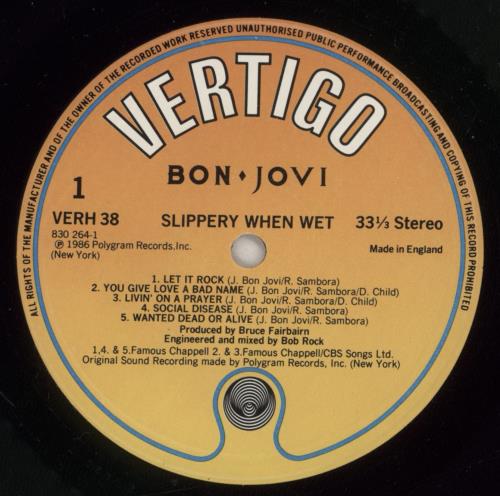 ALL RIGHTS OF THE MANUFACTURER AND OF THE OWNER OF THE RECORDED WORK RESERVED UNAUTHORISED PUBLIC PERFORMANCE BROADCASTING AND COPYING OF THIS RECORD PROHIBITED
VERTIGO
BON♦JOVI
1
VERH 38 SLIPPERY WHEN WET 33⅓ Stereo
830 264-1
℗ 1986 Polygram Records,Inc. Made in England
(New York)
1. LET IT ROCK (J. Bon Jovi/R. Sambora)
2. YOU GIVE LOVE A BAD NAME (J. Bon Jovi/R. Sambora/D. Child)
3. LIVIN' ON A PRAYER (J. Bon Jovi/R. Sambora/D. Child)
4. SOCIAL DISEASE (J. Bon Jovi/R. Sambora)
5. WANTED DEAD OR ALIVE (J. Bon Jovi/R. Sambora)
Produced by Bruce Fairbairn
Engineered and mixed by Bob Rock
1,4. & 5.Famous Chappell 2. & 3.Famous Chappell/CBS Songs Ltd.
Original Sound Recording made by Polygram Records, Inc. (New York)